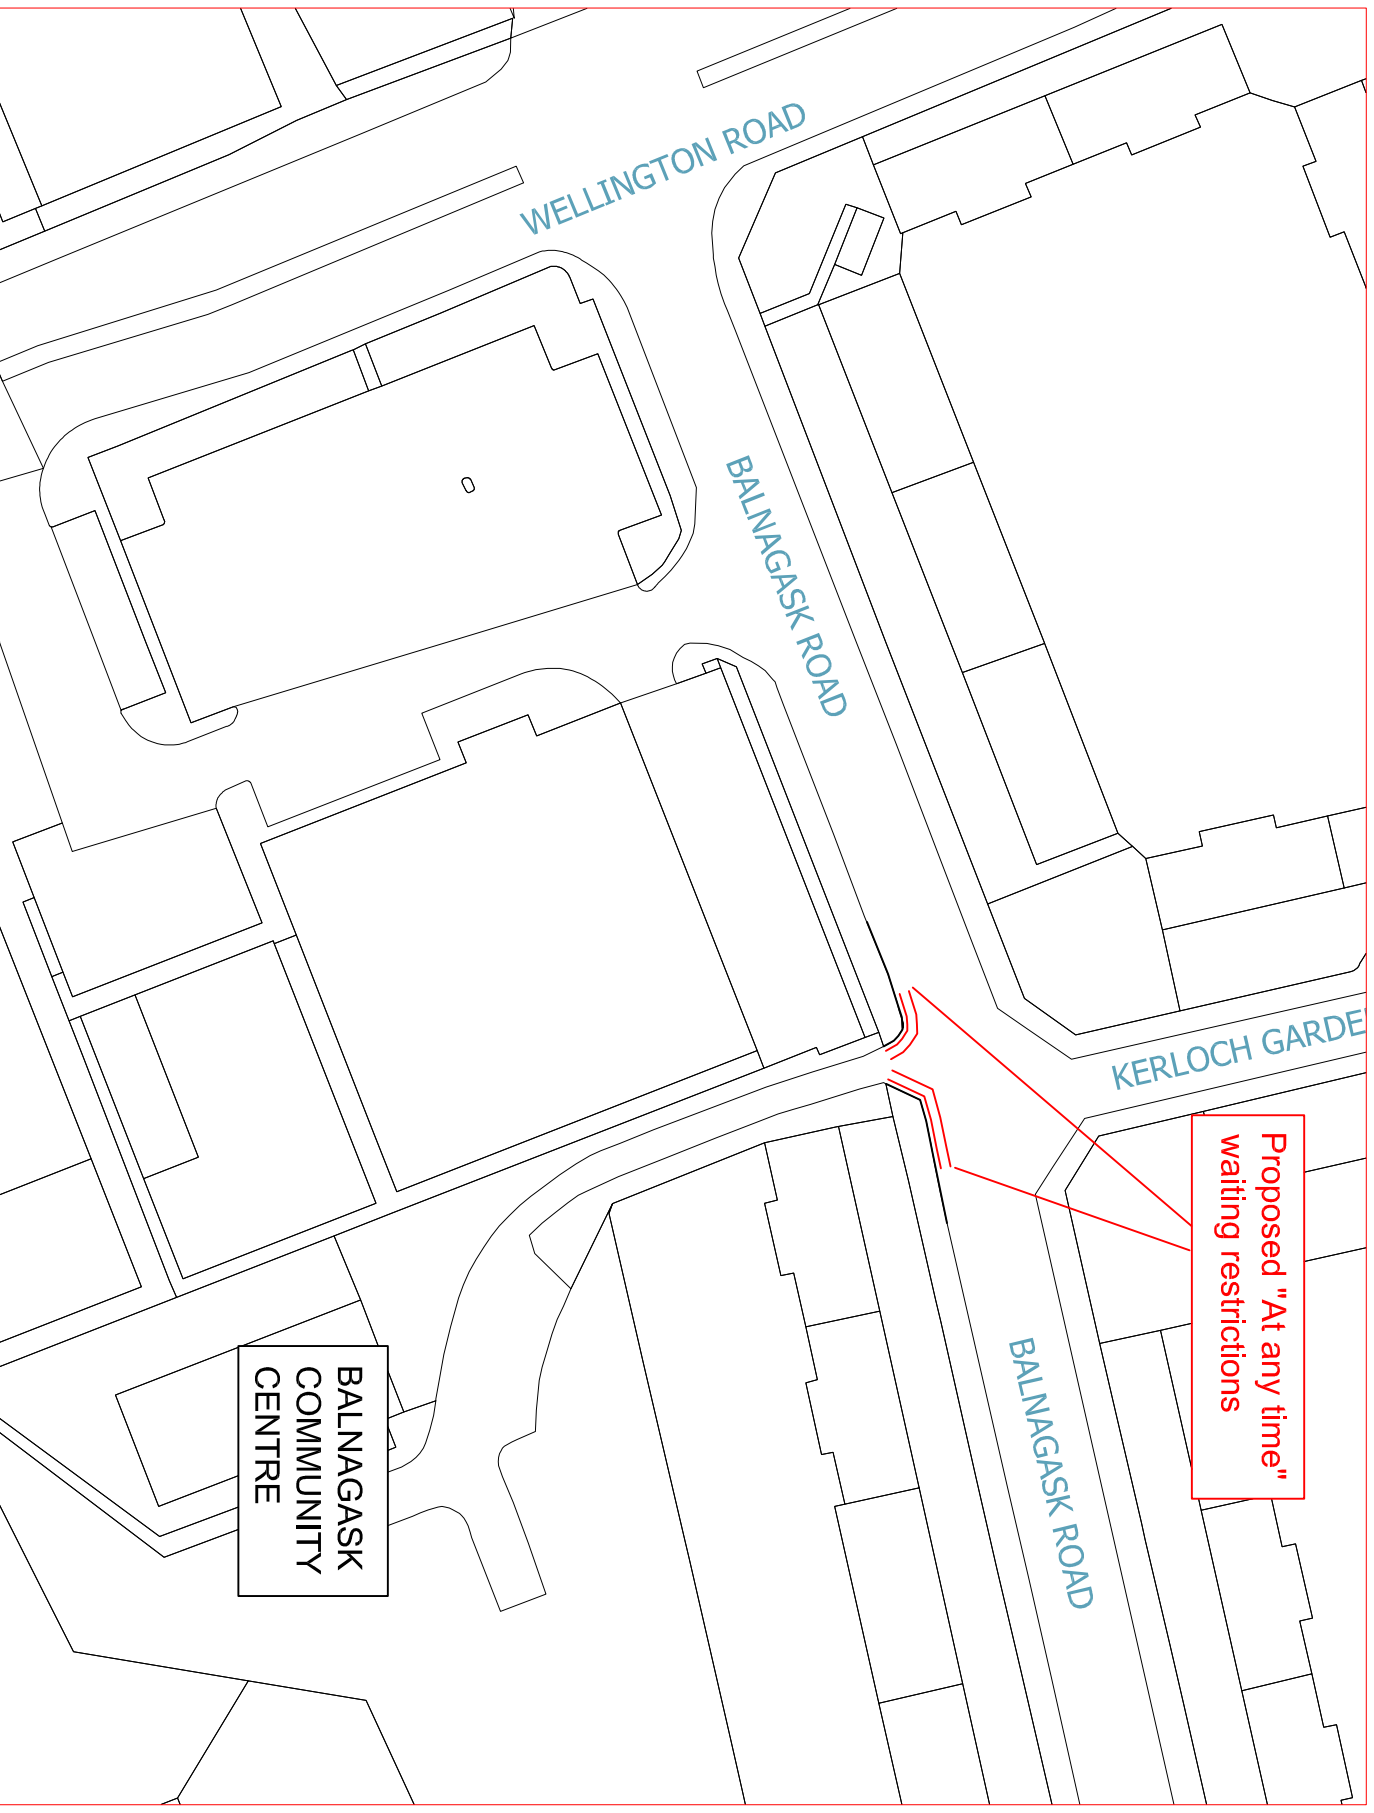 WELLINGTON ROAD
BALNAGASK ROAD
KERLOCH GARDE
Proposed "At any time"
waiting restrictions
BALNAGASK ROAD
BALNAGASK
COMMUNITY
CENTRE